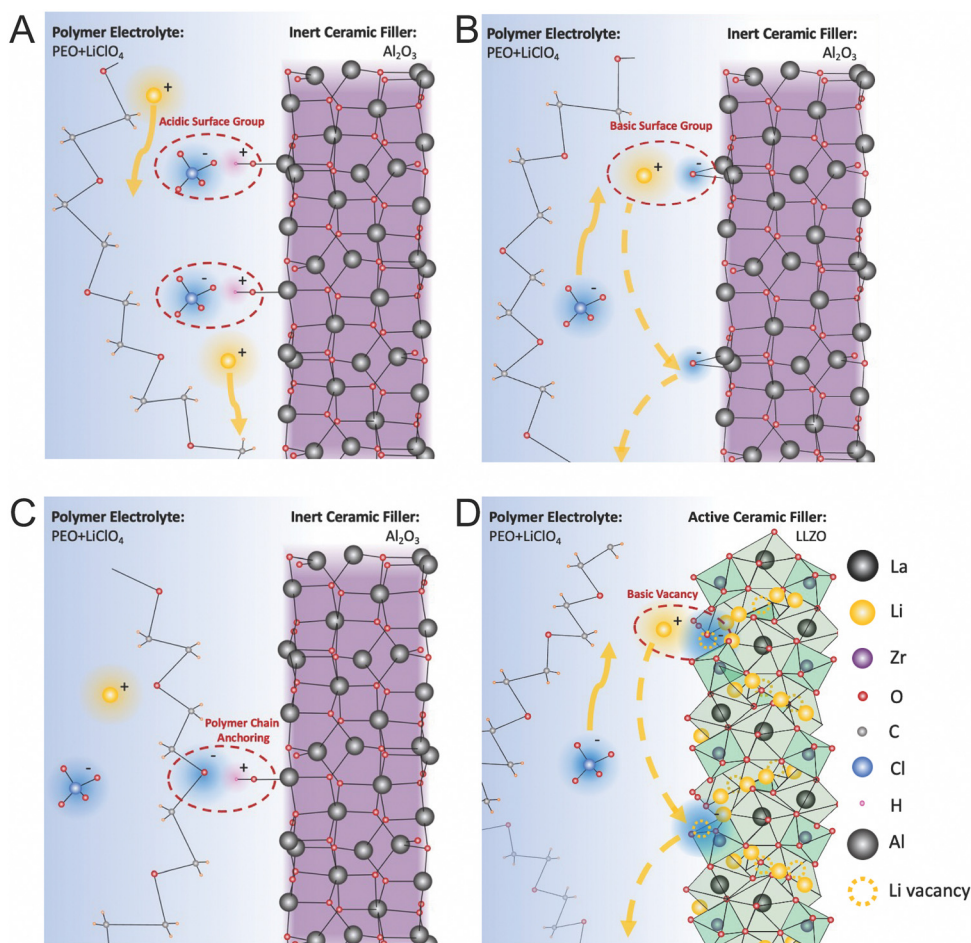 A
Polymer Electrolyte:
PEO+LiClO₄
Inert Ceramic Filler:
Al₂O₃
+
Acidic Surface Group
-
+
-
+
+
B
Polymer Electrolyte:
PEO+LiClO₄
Inert Ceramic Filler:
Al₂O₃
Basic Surface Group
+
-
-
-
C
Polymer Electrolyte:
PEO+LiClO₄
Inert Ceramic Filler:
Al₂O₃
+
Polymer Chain
Anchoring
-
-
+
D
Polymer Electrolyte:
PEO+LiClO₄
Active Ceramic Filler:
LLZO
Basic Vacancy
+
-
-
La
Li
Zr
O
C
Cl
H
Al
Li vacancy